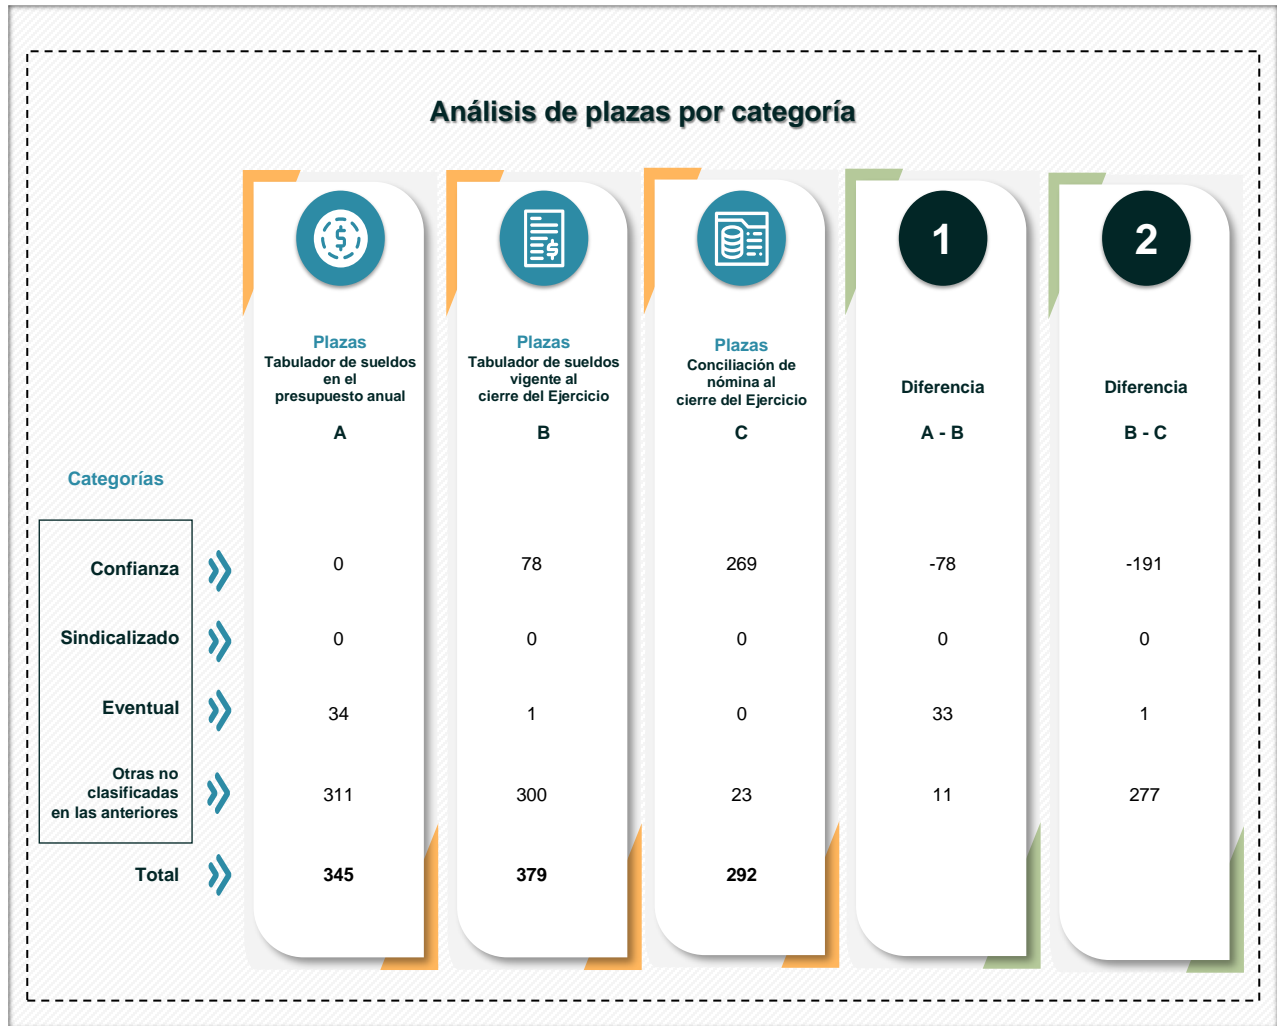 Análisis de plazas por categoría
1
2
Plazas
Tabulador de sueldos
en el
presupuesto anual
A
Plazas
Tabulador de sueldos
vigente al
cierre del Ejercicio
B
Plazas
Conciliación de
nómina al
cierre del Ejercicio
C
Diferencia
A - B
Diferencia
B - C
Categorías
Confianza 0 78 269 -78 -191
Sindicalizado 0 0 0 0 0
Eventual 34 1 0 33 1
Otras no
clasificadas
en las anteriores
311 300 23 11 277
Total 345 379 292